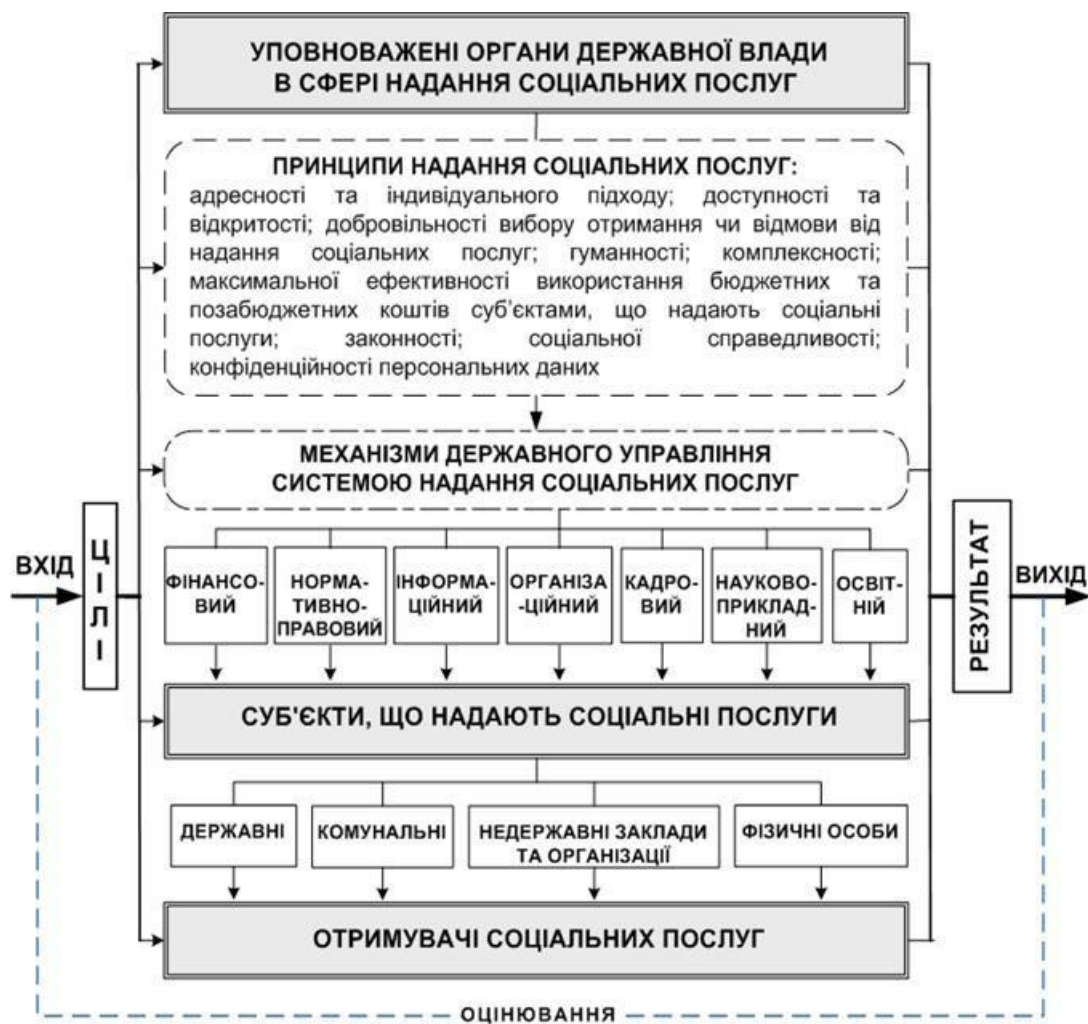 УПОВНОВАЖЕНІ ОРГАНИ ДЕРЖАВНОЇ ВЛАДИ
В СФЕРІ НАДАННЯ СОЦІАЛЬНИХ ПОСЛУГ
ПРИНЦИПИ НАДАННЯ СОЦІАЛЬНИХ ПОСЛУГ:
адресності та індивідуального підходу; доступності та
відкритості; добровільності вибору отримання чи відмови від
надання соціальних послуг; гуманності; комплексності;
максимальної ефективності використання бюджетних та
позабюджетних коштів суб’єктами, що надають соціальні
послуги; законності; соціальної справедливості;
конфіденційності персональних даних
МЕХАНІЗМИ ДЕРЖАВНОГО УПРАВЛІННЯ
СИСТЕМОЮ НАДАННЯ СОЦІАЛЬНИХ ПОСЛУГ
ВХІД
ЦІЛІ
ФІНАНСО-
ВИЙ
НОРМА-
ТИВНО-
ПРАВОВИЙ
ІНФОРМА-
ЦІЙНИЙ
ОРГАНІЗА
-ЦІЙНИЙ
КАДРО-
ВИЙ
НАУКОВО-
ПРИКЛАД-
НИЙ
ОСВІТ-
НІЙ
РЕЗУЛЬТАТ
ВИХІД
СУБ'ЄКТИ, ЩО НАДАЮТЬ СОЦІАЛЬНІ ПОСЛУГИ
ДЕРЖАВНІ
КОМУНАЛЬНІ
НЕДЕРЖАВНІ ЗАКЛАДИ
ТА ОРГАНІЗАЦІЇ
ФІЗИЧНІ ОСОБИ
ОТРИМУВАЧІ СОЦІАЛЬНИХ ПОСЛУГ
ОЦІНЮВАННЯ